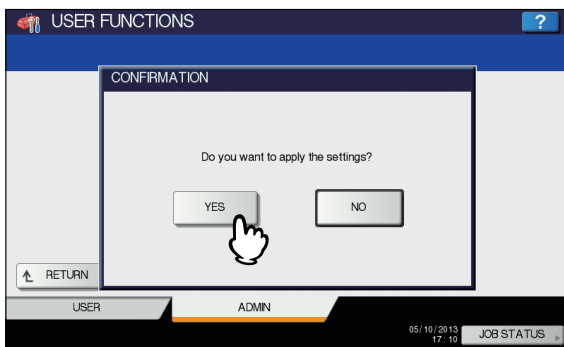 USER FUNCTIONS
?
CONFIRMATION
Do you want to apply the settings?
YES
NO
RETURN
USER
ADMIN
05/10/2013
17:10
JOB STATUS